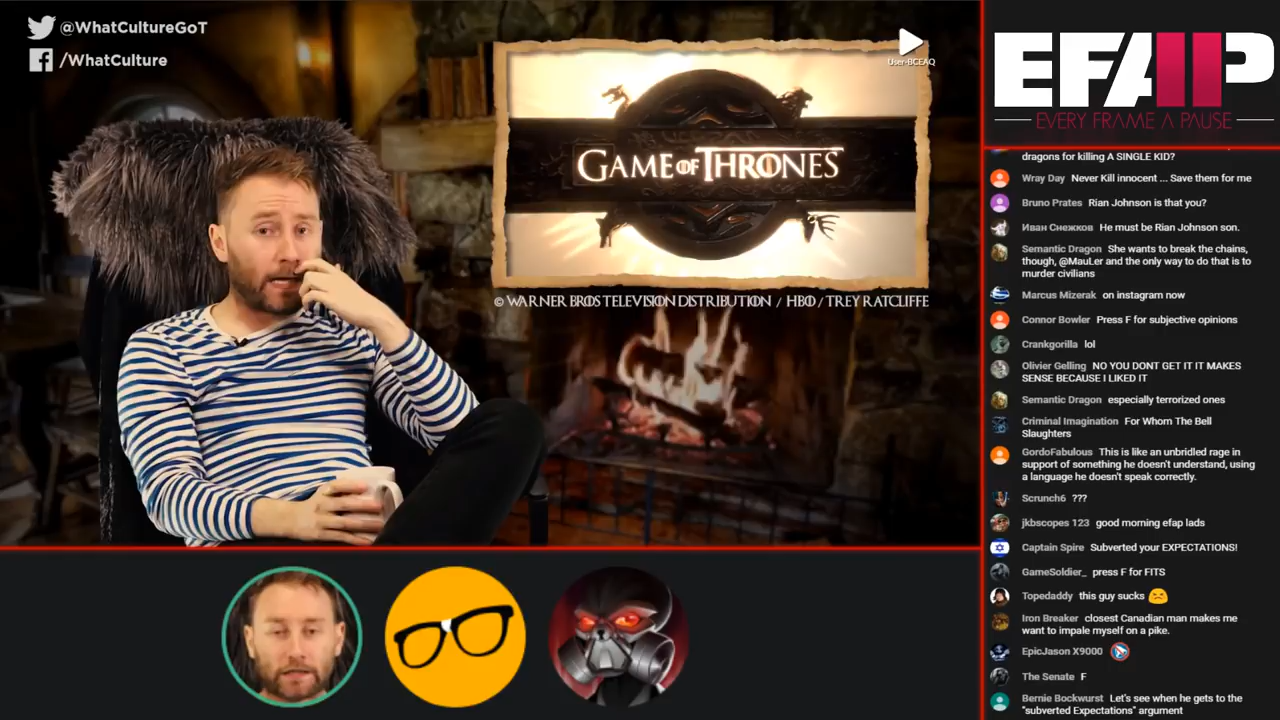 @WhatCultureGoT
/WhatCulture
User-BCEAQ
GAME OF THRONES
© WARNER BROS TELEVISION DISTRIBUTION / HBO / TREY RATCLIFFE
EFAP
EVERY FRAME A PAUSE
dragons for killing A SINGLE KID?
Wray Day Never Kill innocent ... Save them for me
Bruno Prates Rian Johnson is that you?
Иван Снежков He must be Rian Johnson son.
Semantic Dragon She wants to break the chains,
though, @MauLer and the only way to do that is to
murder civilians
Marcus Mizerak on instagram now
Connor Bowler Press F for subjective opinions
Crankgorilla lol
Olivier Gelling NO YOU DONT GET IT IT MAKES
SENSE BECAUSE I LIKED IT
Semantic Dragon especially terrorized ones
Criminal Imagination For Whom The Bell
Slaughters
GordoFabulous This is like an unbridled rage in
support of something he doesn't understand, using
a language he doesn't speak correctly.
Scrunch6 ???
jkbscopes 123 good morning efap lads
Captain Spire Subverted your EXPECTATIONS!
GameSoldier_ press F for FITS
Topedaddy this guy sucks
Iron Breaker closest Canadian man makes me
want to impale myself on a pike.
EpicJason X9000
The Senate F
Bernie Bockwurst Let's see when he gets to the
"subverted Expectations" argument